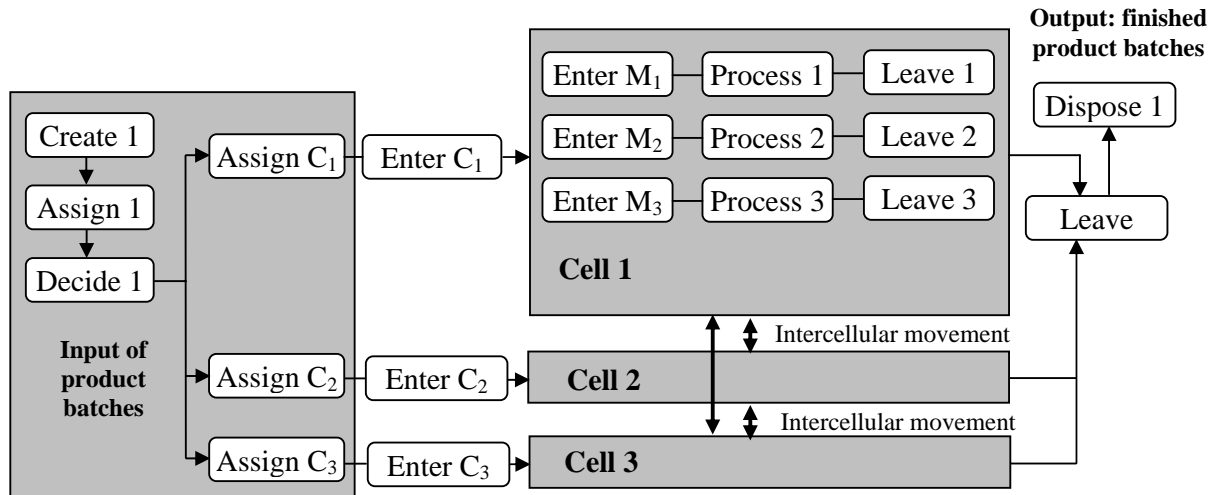 Output: finished
product batches
Dispose 1
Leave
Create 1
Assign 1
Decide 1
Input of
product
batches
Assign C₁
Enter C₁
Assign C₂
Enter C₂
Assign C₃
Enter C₃
Enter M₁
Process 1
Leave 1
Enter M₂
Process 2
Leave 2
Enter M₃
Process 3
Leave 3
Cell 1
Intercellular movement
Cell 2
Intercellular movement
Cell 3